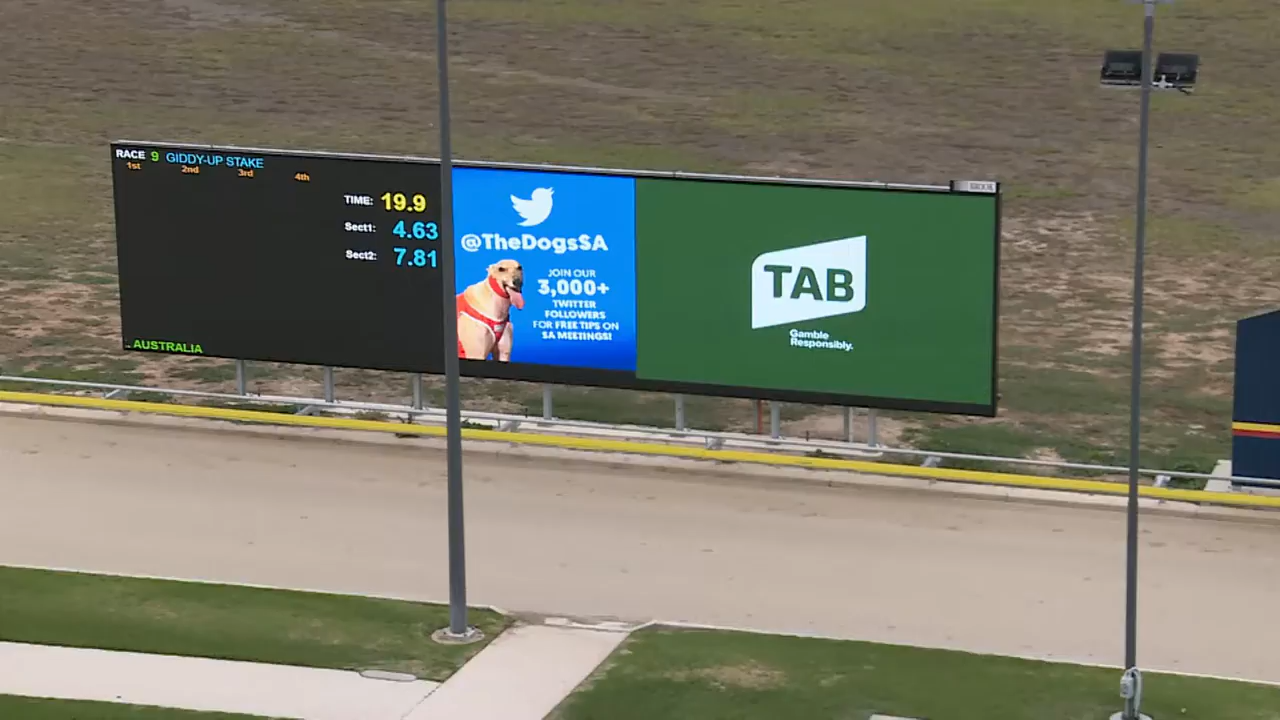 RACE 9 GIDDY-UP STAKE
1st 2nd 3rd 4th
TIME: 19.9
Sect1: 4.63
Sect2: 7.81
AUSTRALIA
@TheDogsSA
JOIN OUR
3,000+
TWITTER
FOLLOWERS
FOR FREE TIPS ON
SA MEETINGS!
TAB
Gamble
Responsibly.